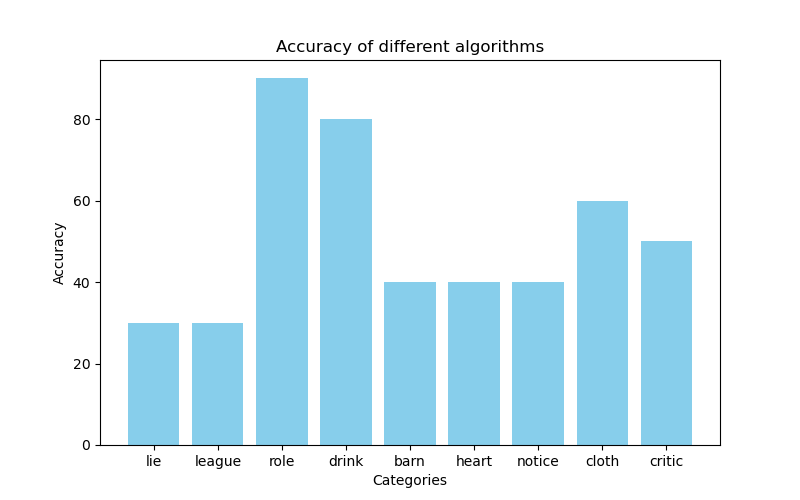 Accuracy of different algorithms
Accuracy
80
60
40
20
0
lie league role drink barn heart notice cloth critic
Categories